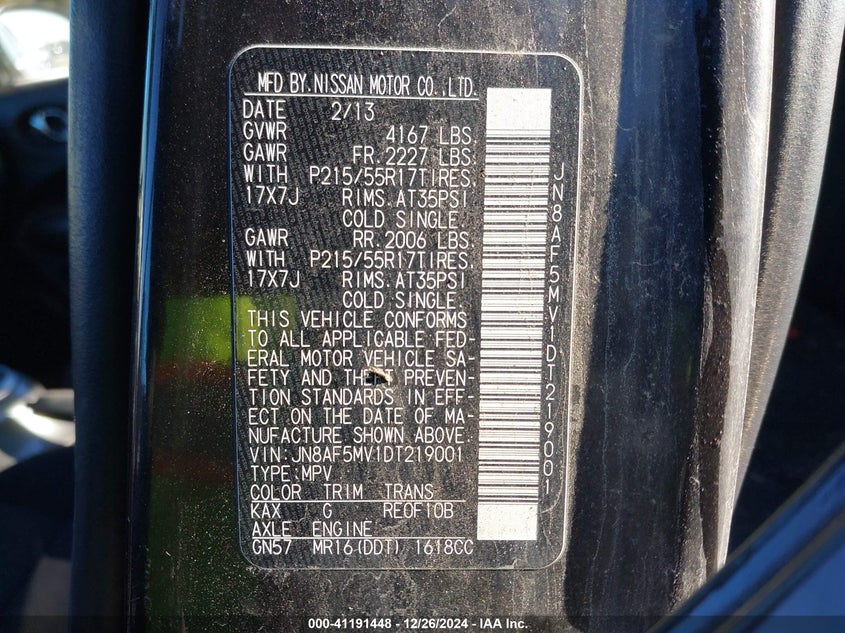 MFD BY.NISSAN MOTOR CO.,LTD.
DATE 2/13
GVWR 4167 LBS.
GAWR FR.2227 LBS.
WITH P215/55R17TIRES,
17X7J RIMS.AT35PSI
COLD SINGLE.
GAWR RR.2006 LBS.
WITH P215/55R17TIRES,
17X7J RIMS.AT35PSI
COLD SINGLE.
THIS VEHICLE CONFORMS
TO ALL APPLICABLE FED-
ERAL MOTOR VEHICLE SA-
FETY AND PREVEN-
TION STANDARDS IN EFF-
ECT ON THE DATE OF MA-
NUFACTURE SHOWN ABOVE.
VIN:JN8AF5MV1DT219001
TYPE:MPV
COLOR TRIM TRANS
KAX G RE0F10B
AXLE ENGINE
GN57 MR16(DDT) 1618CC
JN8AF5MV1DT219001
000-41191448 - 12/26/2024 - IAA Inc.